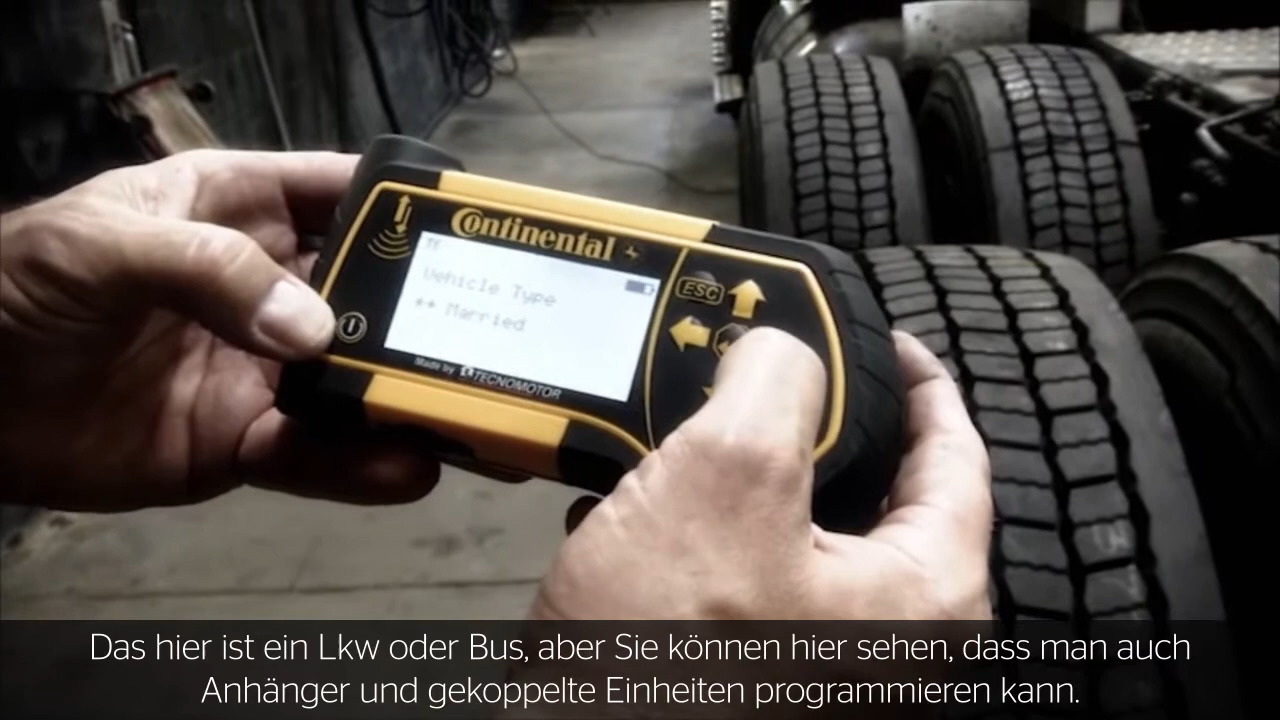 Continental
Vehicle Type
** Married
ESC
Made by TECNOMOTOR
Das hier ist ein Lkw oder Bus, aber Sie können hier sehen, dass man auch
Anhänger und gekoppelte Einheiten programmieren kann.